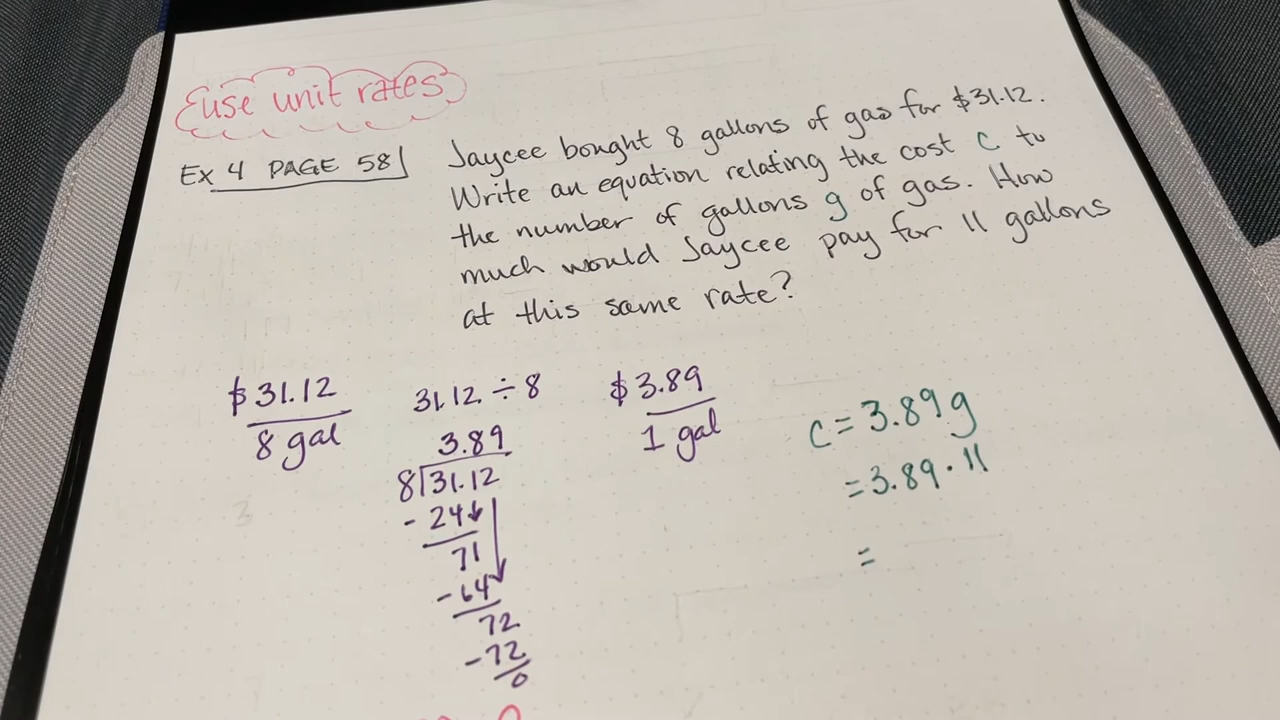 use unit rates
Ex 4 PAGE 58
Jaycee bought 8 gallons of gas for $31.12.
Write an equation relating the cost c to
the number of gallons g of gas. How
much would Jaycee pay for 11 gallons
at this same rate?
$31.12
8 gal
31.12 ÷ 8
3.89
8 31.12
- 24
71
- 64
72
- 72
0
$3.89
1 gal
c = 3.89g
= 3.89 · 11
=